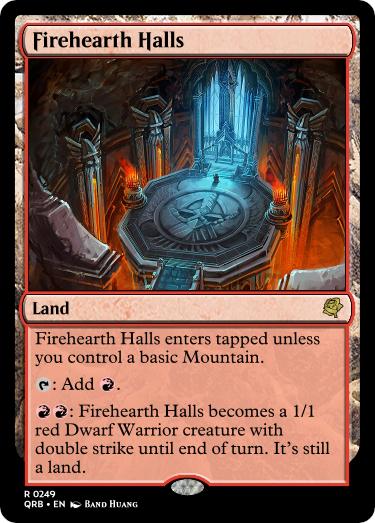 Firehearth Halls
Land
Firehearth Halls enters tapped unless
you control a basic Mountain.
: Add .
: Firehearth Halls becomes a 1/1
red Dwarf Warrior creature with
double strike until end of turn. It's still
a land.
R 0249
QRB • EN Band Huang